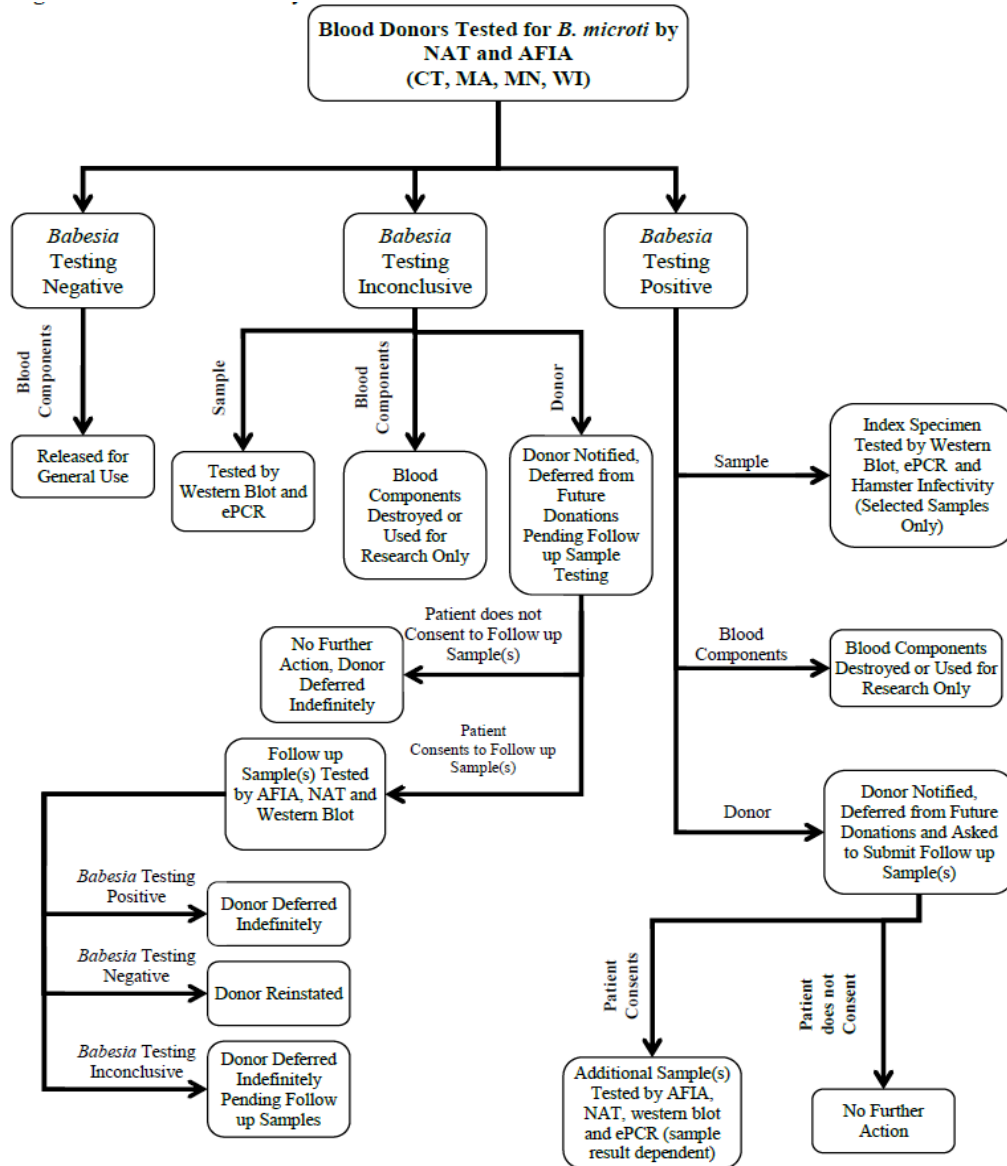 Blood Donors Tested for B. microti by
NAT and AFIA
(CT, MA, MN, WI)
Babesia
Testing
Negative
Babesia
Testing
Inconclusive
Babesia
Testing
Positive
Blood
Components
Sample
Blood
Components
Donor
Released for
General Use
Tested by
Western Blot and
ePCR
Blood
Components
Destroyed or
Used for
Research Only
Donor Notified,
Deferred from
Future
Donations
Pending Follow
up Sample
Testing
Sample
Index Specimen
Tested by Western
Blot, ePCR and
Hamster Infectivity
(Selected Samples
Only)
Patient does not
Consent to Follow up
Sample(s)
No Further
Action, Donor
Deferred
Indefinitely
Blood
Components
Blood Components
Destroyed or Used for
Research Only
Patient
Consents to Follow up
Sample(s)
Follow up
Sample(s) Tested
by AFIA, NAT and
Western Blot
Donor
Donor Notified,
Deferred from Future
Donations and Asked
to Submit Follow up
Sample(s)
Babesia Testing
Positive
Donor Deferred
Indefinitely
Babesia Testing
Negative
Donor Reinstated
Babesia Testing
Inconclusive
Donor Deferred
Indefinitely
Pending Follow
up Samples
Patient
Consents
Patient
does not
Consent
Additional Sample(s)
Tested by AFIA,
NAT, western blot
and ePCR (sample
result dependent)
No Further
Action